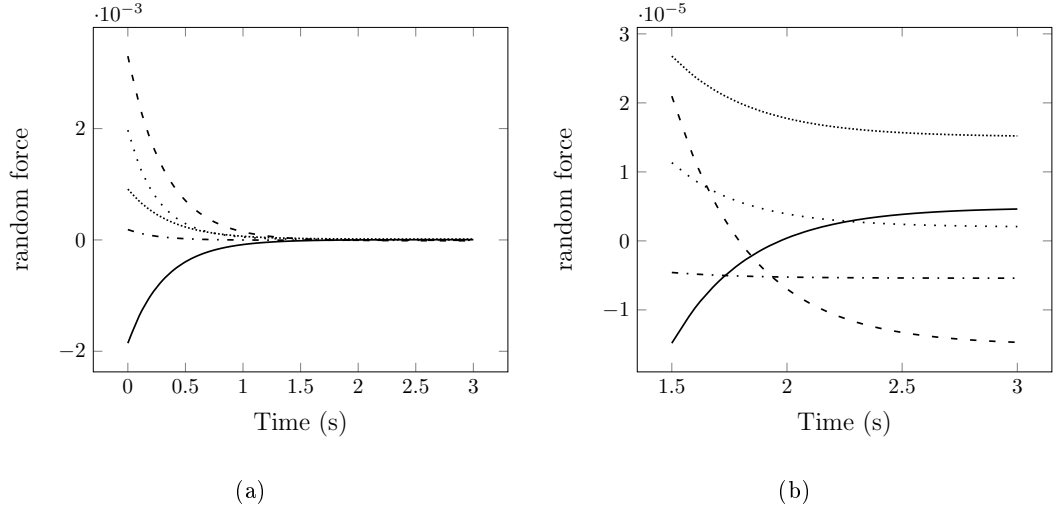 ·10−3
random force
2
0
−2
0 0.5 1 1.5 2 2.5 3
Time (s)
(a)
·10−5
random force
3
2
1
0
−1
1.5 2 2.5 3
Time (s)
(b)